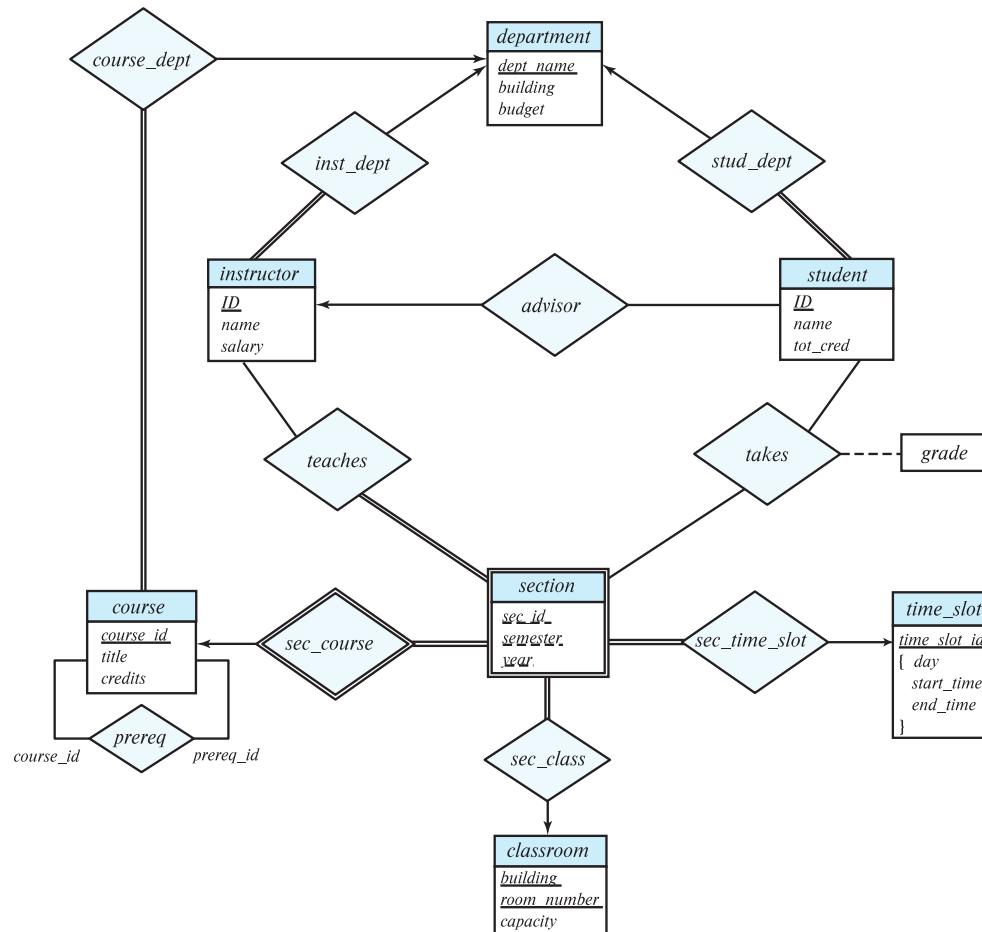 course_dept
department
dept_name
building
budget
inst_dept
stud_dept
instructor
ID
name
salary
advisor
student
ID
name
tot_cred
teaches
takes
grade
course
course_id
title
credits
sec_course
section
sec_id
semester
year
sec_time_slot
time_slot
time_slot_id
{ day
start_time
end_time
}
prereq
course_id
prereq_id
sec_class
classroom
building
room_number
capacity